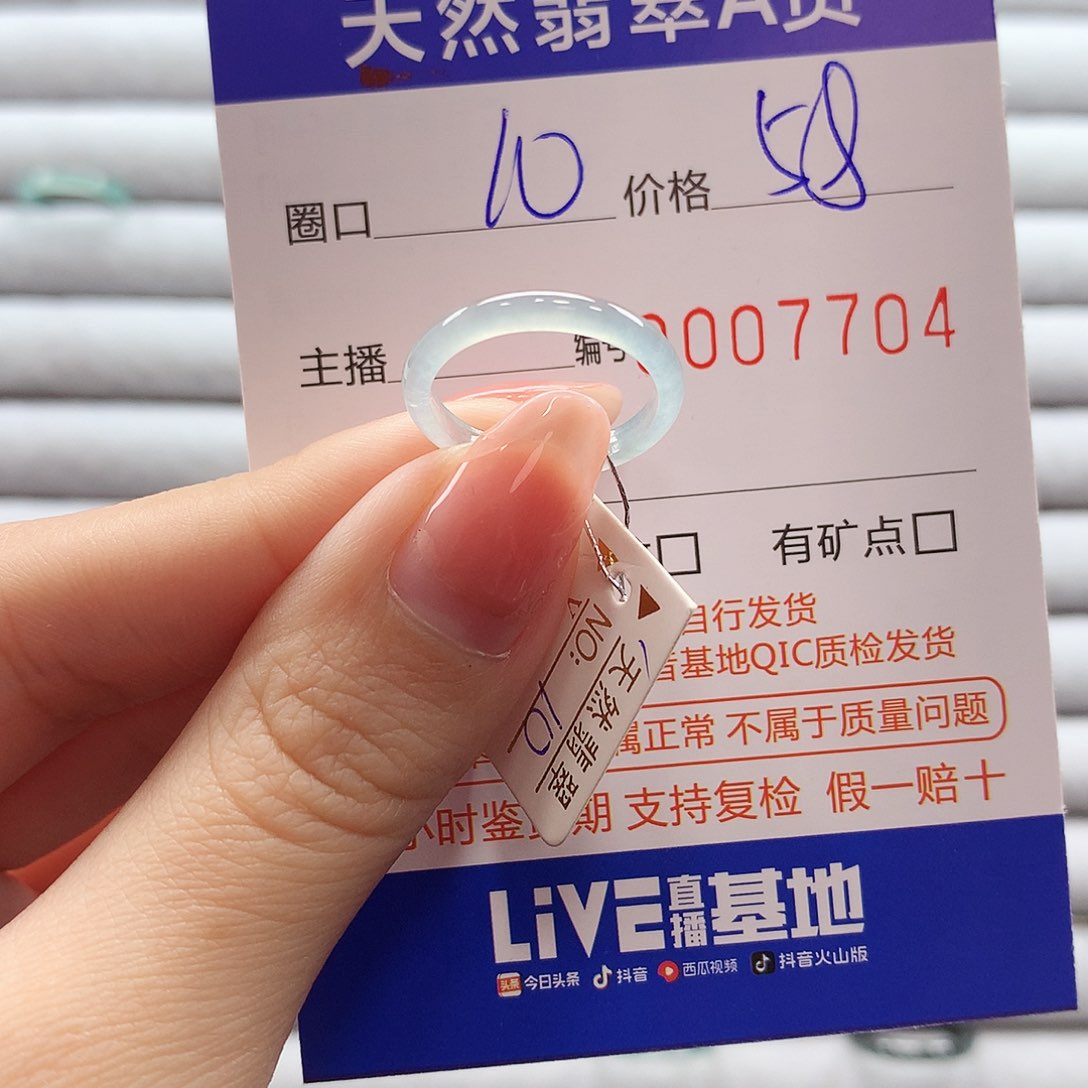 天然翡翠A货
圈口 10 价格 58
主播 编号 0007704
有矿点
自行发货
基地QIC质检发货
属正常 不属于质量问题
小时鉴 期 支持复检 假一赔十
天然翡翠
NO: 10
LiVE直播基地
头条 今日头条 抖音 西瓜视频 抖音火山版